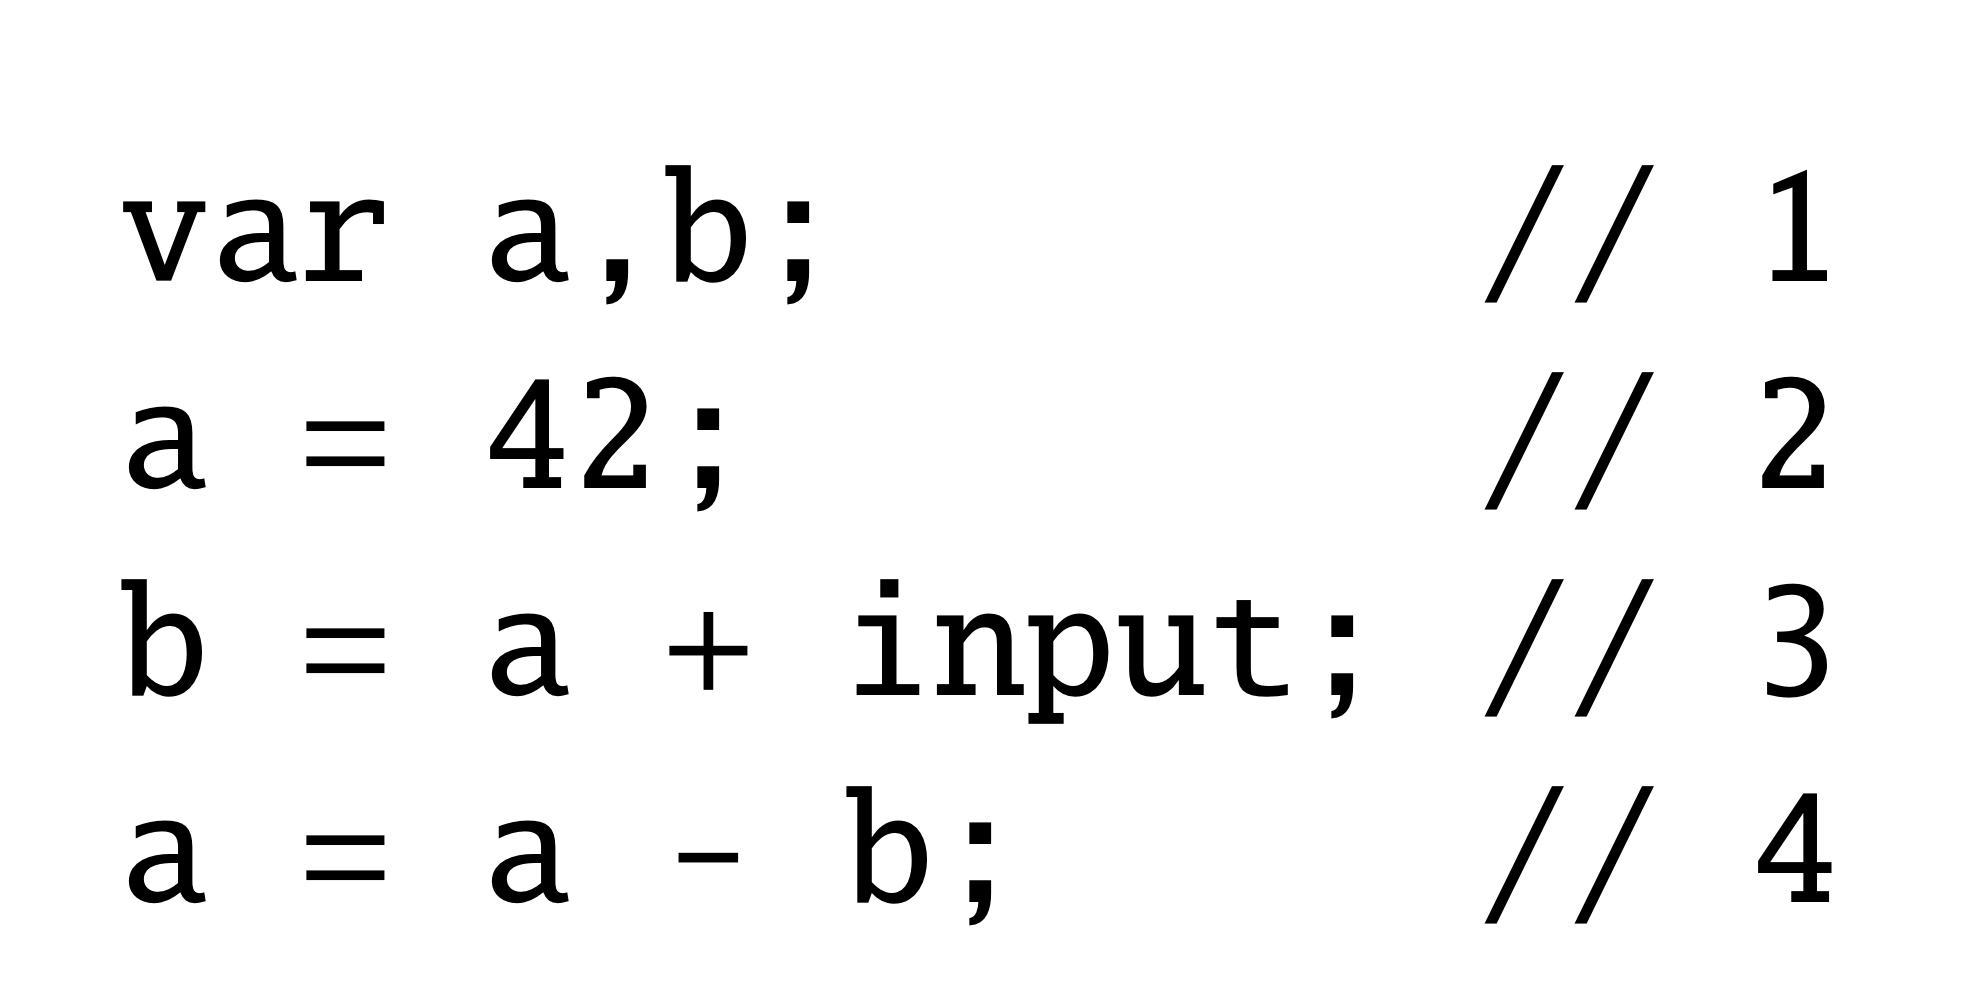 var a,b;        // 1
a = 42;        // 2
b = a + input; // 3
a = a - b;     // 4